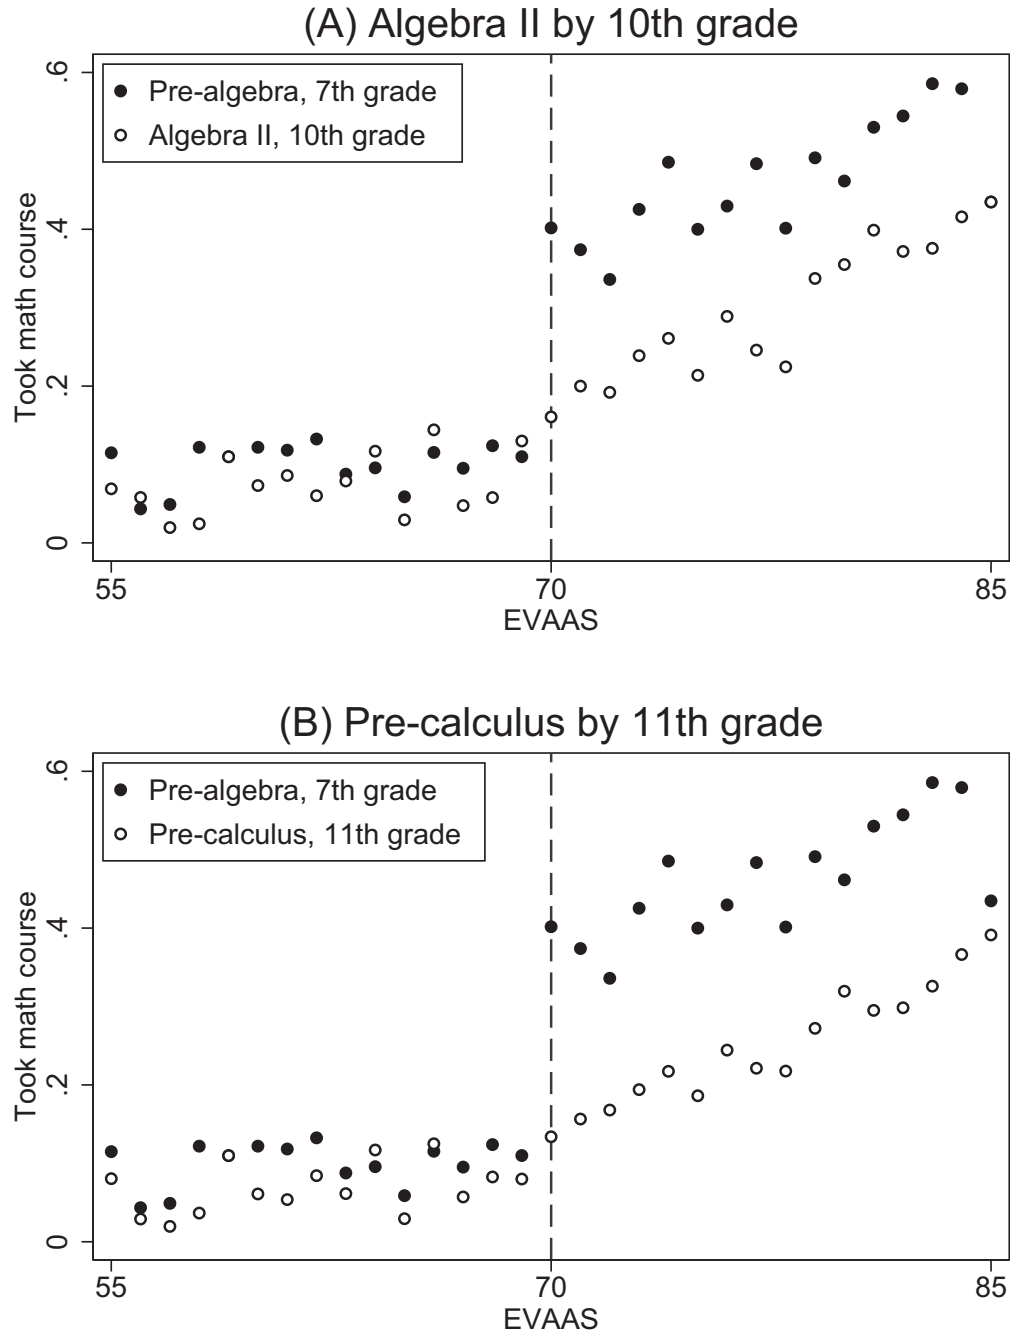 (A) Algebra II by 10th grade
.6
Pre-algebra, 7th grade
Algebra II, 10th grade
.4
Took math course
.2
0
55 70 85
EVAAS
(B) Pre-calculus by 11th grade
.6
Pre-algebra, 7th grade
Pre-calculus, 11th grade
.4
Took math course
.2
0
55 70 85
EVAAS